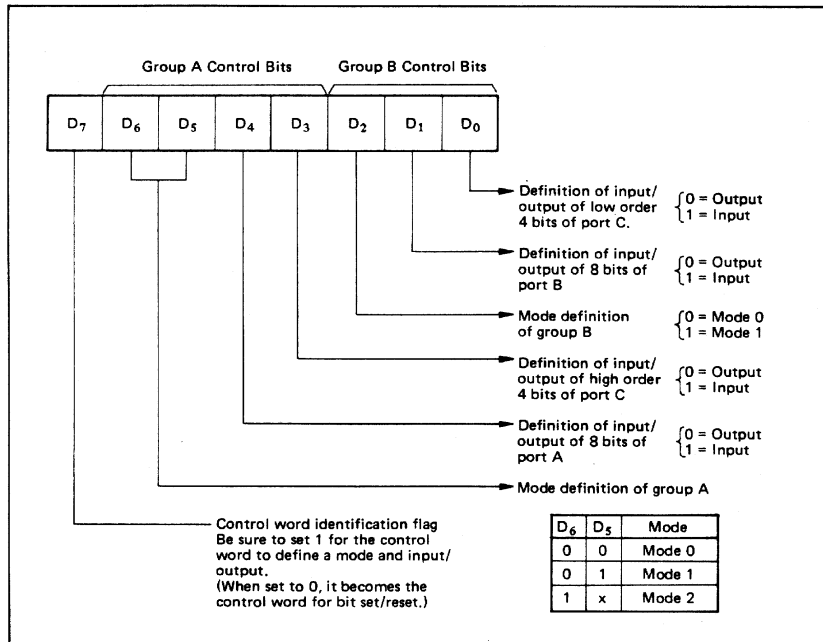 Group A Control Bits Group B Control Bits
D7 D6 D5 D4 D3 D2 D1 D0
Definition of input/
output of low order
4 bits of port C.
0 = Output
1 = Input
Definition of input/
output of 8 bits of
port B
0 = Output
1 = Input
Mode definition
of group B
0 = Mode 0
1 = Mode 1
Definition of input/
output of high order
4 bits of port C
0 = Output
1 = Input
Definition of input/
output of 8 bits of
port A
0 = Output
1 = Input
Mode definition of group A
Control word identification flag
Be sure to set 1 for the control
word to define a mode and input/
output.
(When set to 0, it becomes the
control word for bit set/reset.)
D6 D5 Mode
0 0 Mode 0
0 1 Mode 1
1 x Mode 2